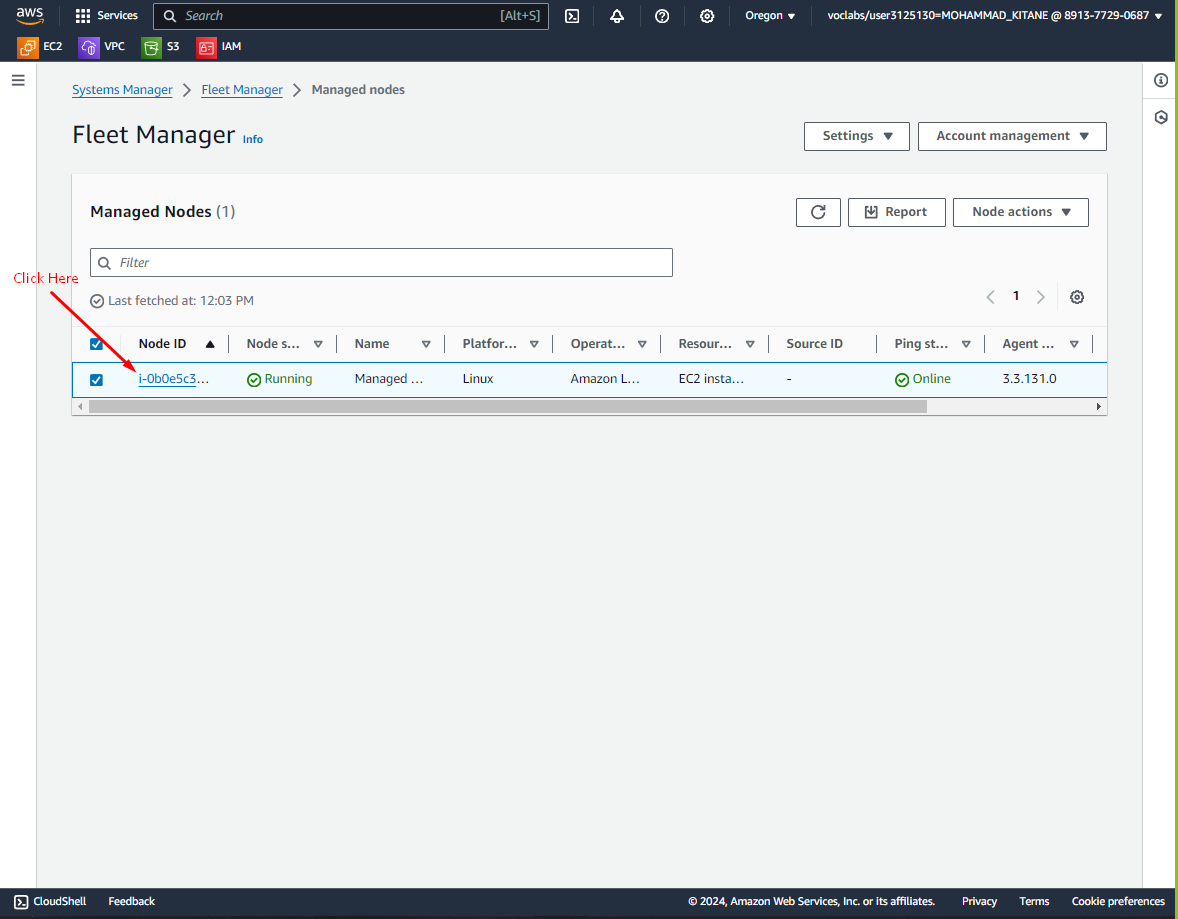 aws Services Search [Alt+S] Oregon voclabs/user3125130=MOHAMMAD_KITANE @ 8913-7729-0687
EC2 VPC S3 IAM
Systems Manager Fleet Manager Managed nodes
Fleet Manager Info Settings Account management
Managed Nodes (1) Report Node actions
Filter
Click Here
Last fetched at: 12:03 PM 1
Node ID Node s... Name Platfor... Operat... Resour... Source ID Ping st... Agent ...
i-0b0e5c3... Running Managed ... Linux Amazon L... EC2 insta... - Online 3.3.131.0
CloudShell Feedback © 2024, Amazon Web Services, Inc. or its affiliates. Privacy Terms Cookie preferences